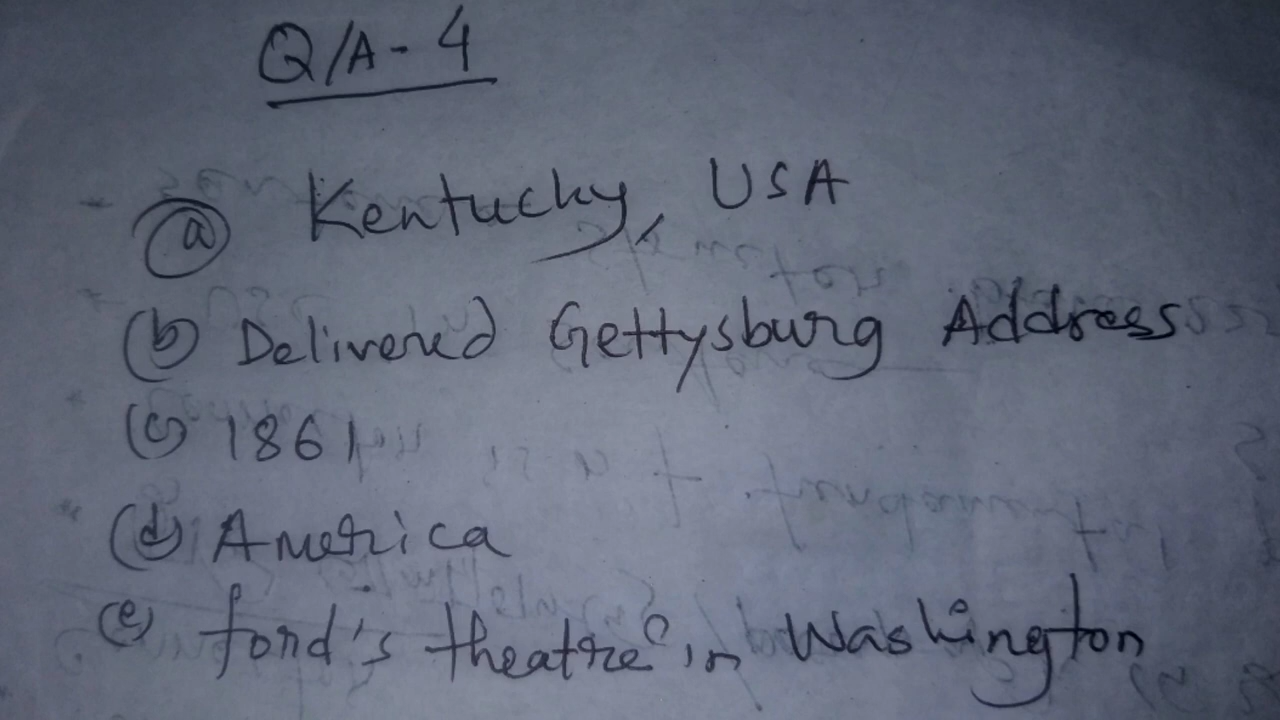 Q/A - 4
(a) Kentucky, USA
(b) Delivered Gettysburg Address
(c) 1861
(d) America
(e) ford's theatre in Washington